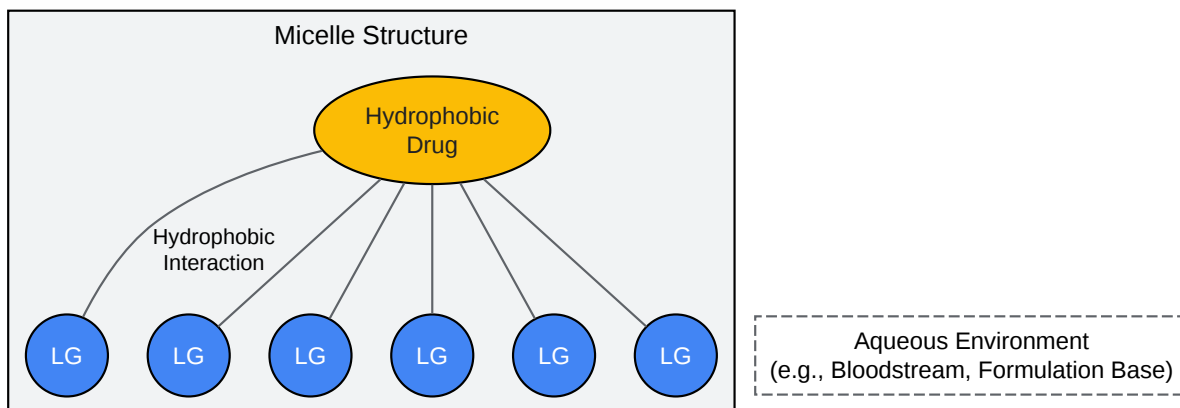 Micelle Structure
Hydrophobic
Drug
Hydrophobic
Interaction
LG
LG
LG
LG
LG
LG
Aqueous Environment
(e.g., Bloodstream, Formulation Base)